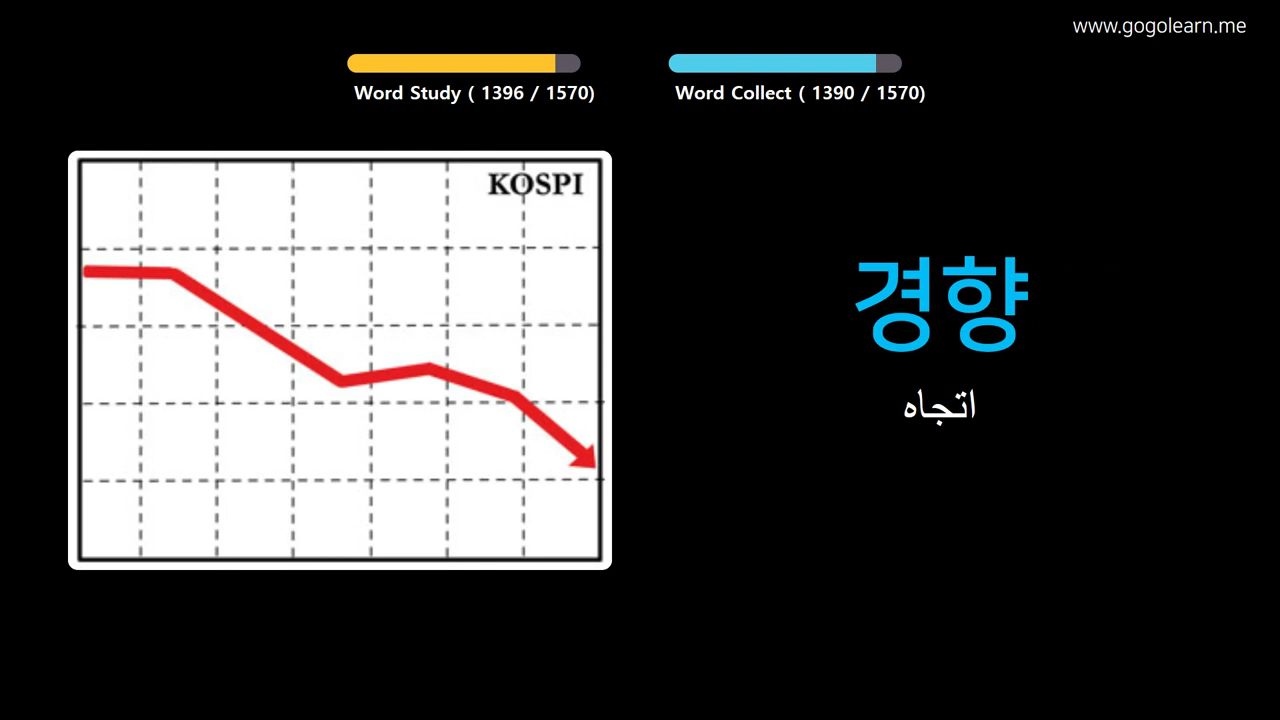 www.gogolearn.me
Word Study ( 1396 / 1570)
Word Collect ( 1390 / 1570)
KOSPI
경향
اتجاه